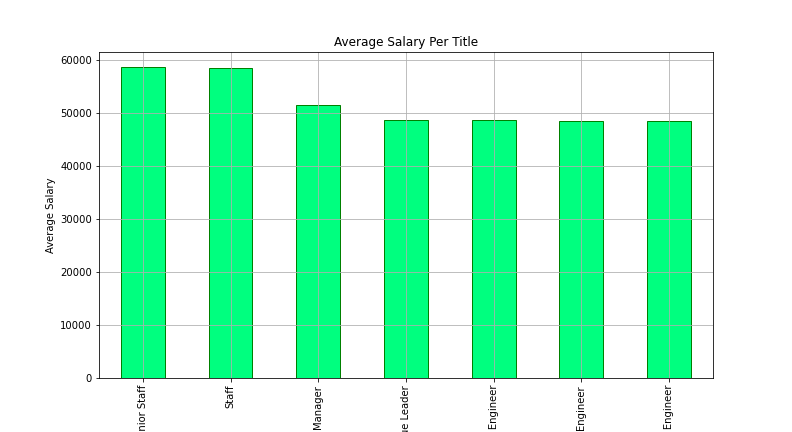 Average Salary Per Title
Average Salary
60000
50000
40000
30000
20000
10000
0
nior Staff
Staff
Manager
ue Leader
Engineer
Engineer
Engineer